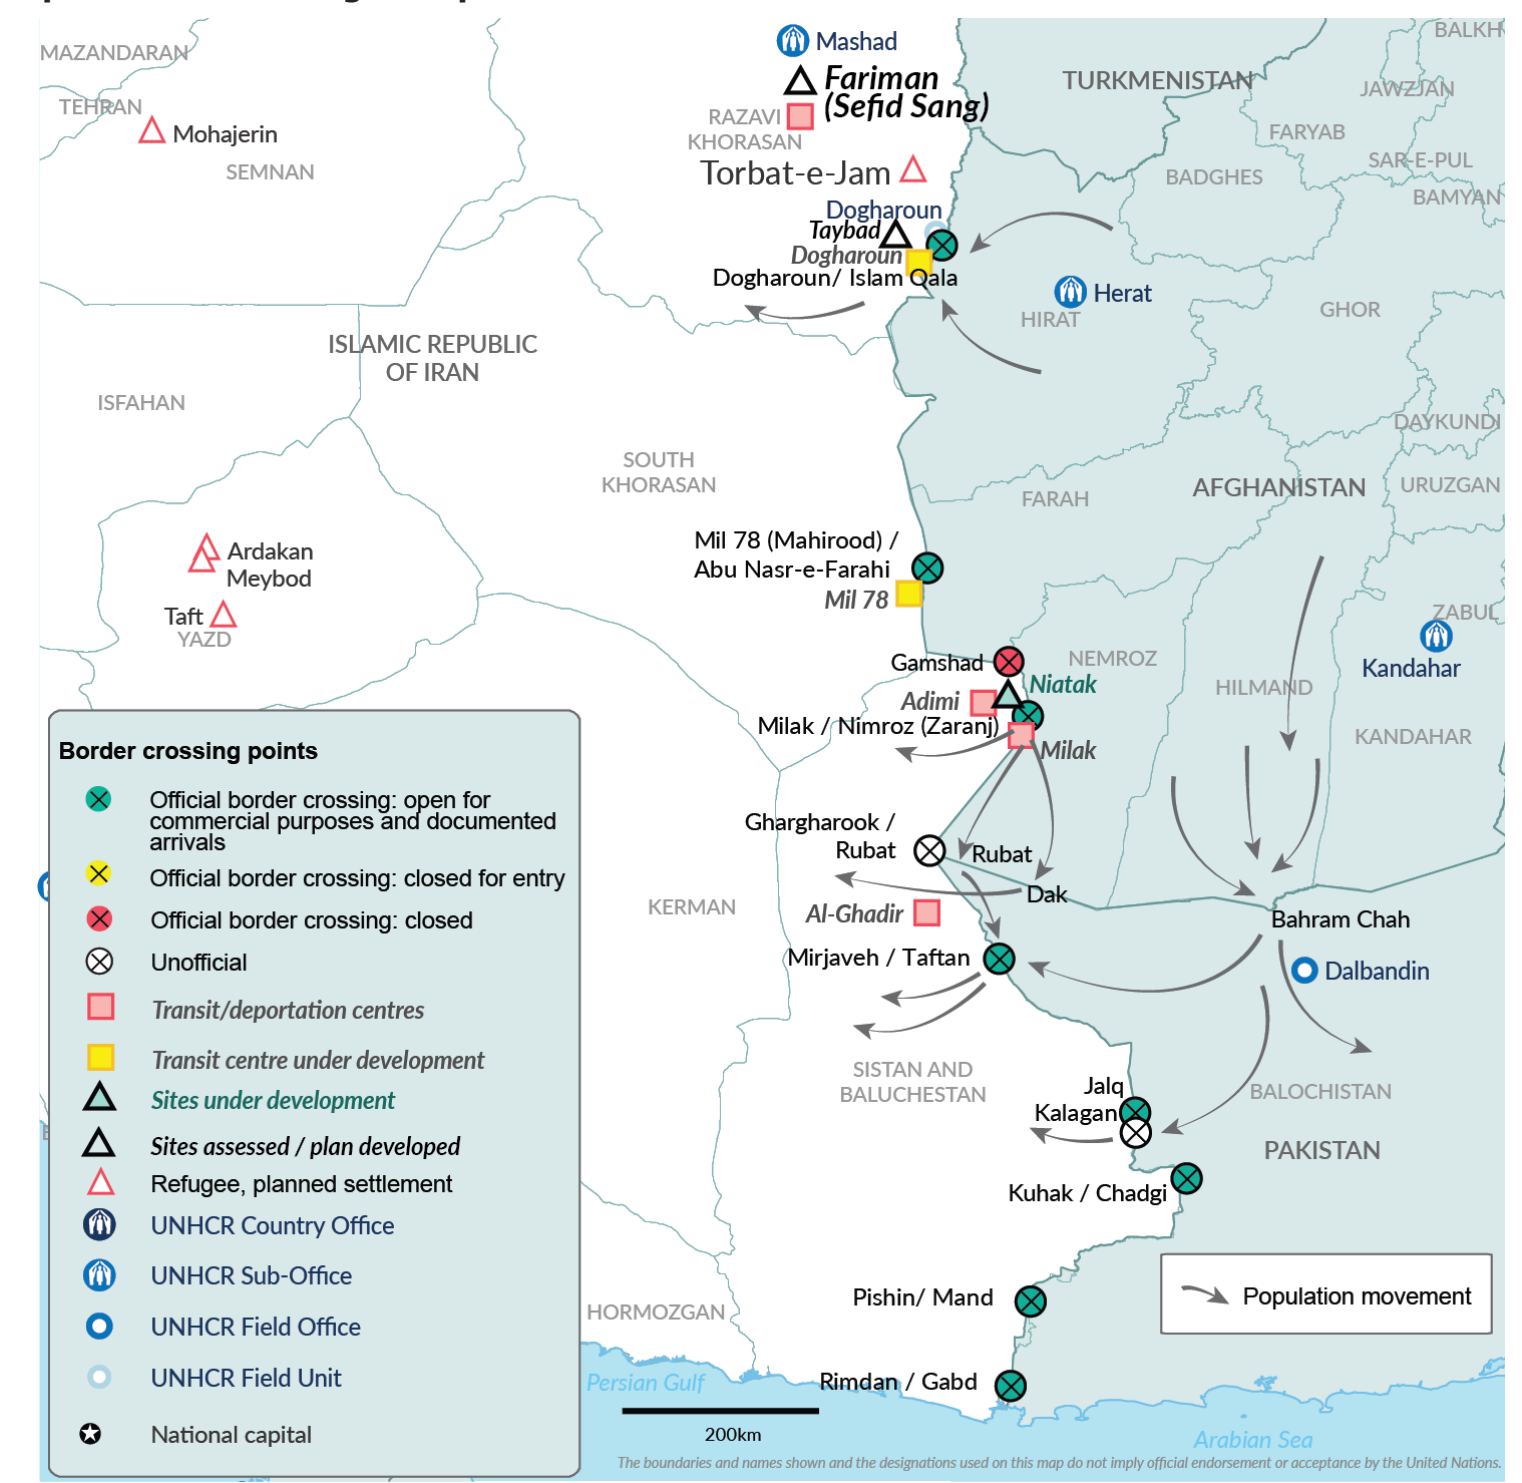 MAZANDARAN
TEHRAN
Mohajerin
SEMNAN
Mashad
Fariman
(Sefid Sang)
RAZAVI
KHORASAN
Torbat-e-Jam
Dogharoun
Taybad
Dogharoun
Dogharoun/ Islam Qala
TURKMENISTAN
BALKH
JAWZJAN
FARYAB
SAR-E-PUL
BADGHES
BAMYAN
Herat
HIRAT
GHOR
ISLAMIC REPUBLIC
OF IRAN
ISFAHAN
SOUTH
KHORASAN
DAYKUNDI
AFGHANISTAN
URUZGAN
FARAH
Mil 78 (Mahirood) /
Abu Nasr-e-Farahi
Mil 78
Ardakan
Meybod
Taft
YAZD
ZABUL
Kandahar
Gamshad
NEMROZ
Niatak
HILMAND
Adimi
Milak / Nimroz (Zaranj)
Milak
KANDAHAR
Ghargharook /
Rubat
Rubat
Dak
KERMAN
Al-Ghadir
Bahram Chah
Mirjaveh / Taftan
Dalbandin
SISTAN AND
BALUCHESTAN
Jalq
Kalagan
BALOCHISTAN
PAKISTAN
Kuhak / Chadgi
Pishin/ Mand
HORMOZGAN
Rimdan / Gabd
Persian Gulf
Arabian Sea
Border crossing points
Official border crossing: open for
commercial purposes and documented
arrivals
Official border crossing: closed for entry
Official border crossing: closed
Unofficial
Transit/deportation centres
Transit centre under development
Sites under development
Sites assessed / plan developed
Refugee, planned settlement
UNHCR Country Office
UNHCR Sub-Office
UNHCR Field Office
UNHCR Field Unit
National capital
Population movement
200km
The boundaries and names shown and the designations used on this map do not imply official endorsement or acceptance by the United Nations.